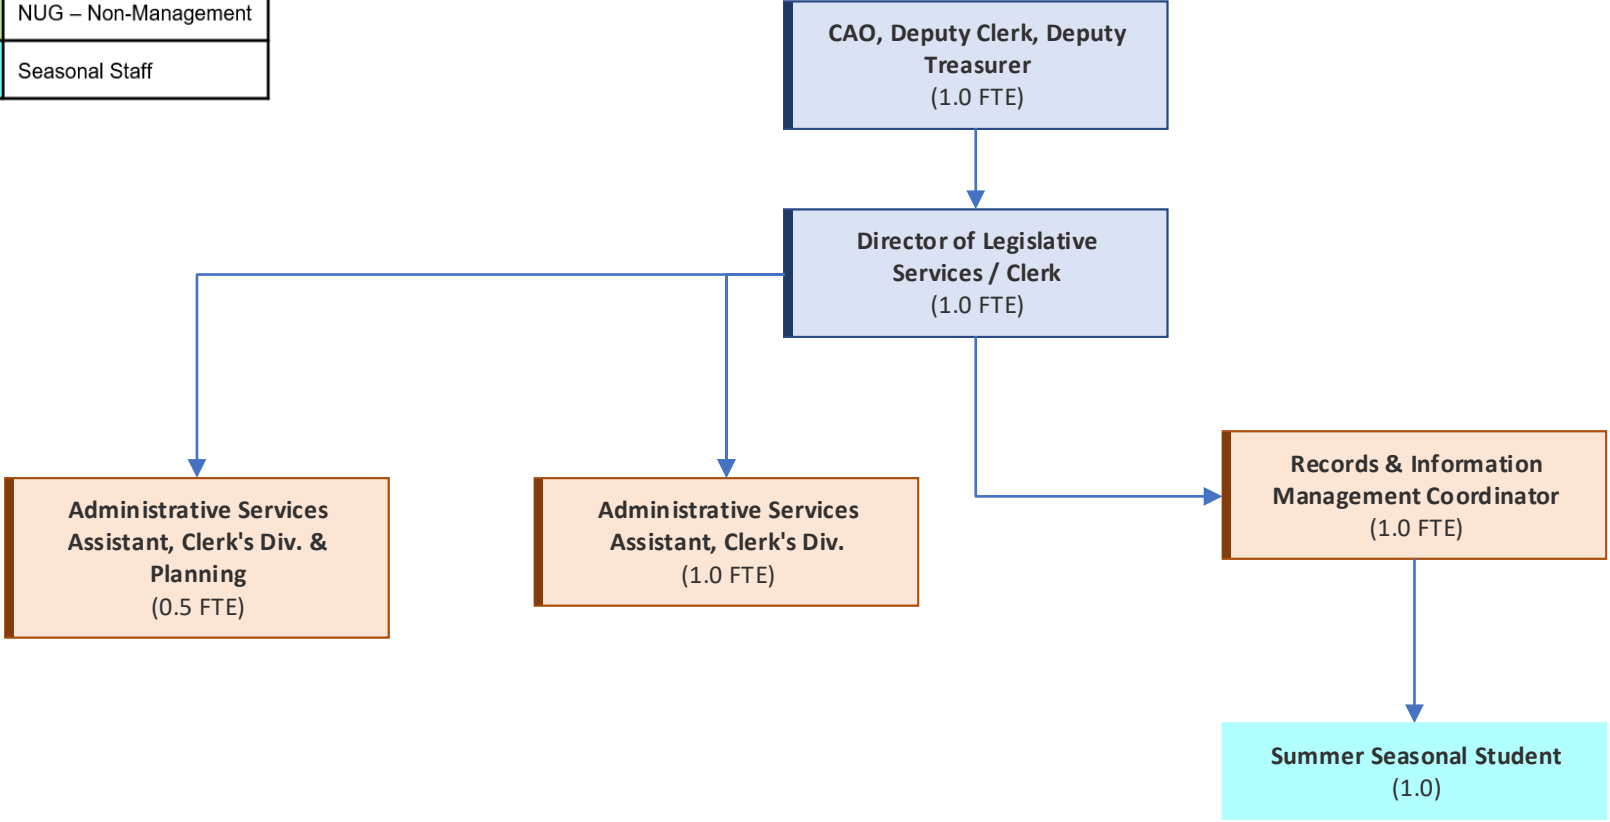 NUG – Non-Management
Seasonal Staff
CAO, Deputy Clerk, Deputy
Treasurer
(1.0 FTE)
Director of Legislative
Services / Clerk
(1.0 FTE)
Administrative Services
Assistant, Clerk's Div. &
Planning
(0.5 FTE)
Administrative Services
Assistant, Clerk's Div.
(1.0 FTE)
Records & Information
Management Coordinator
(1.0 FTE)
Summer Seasonal Student
(1.0)